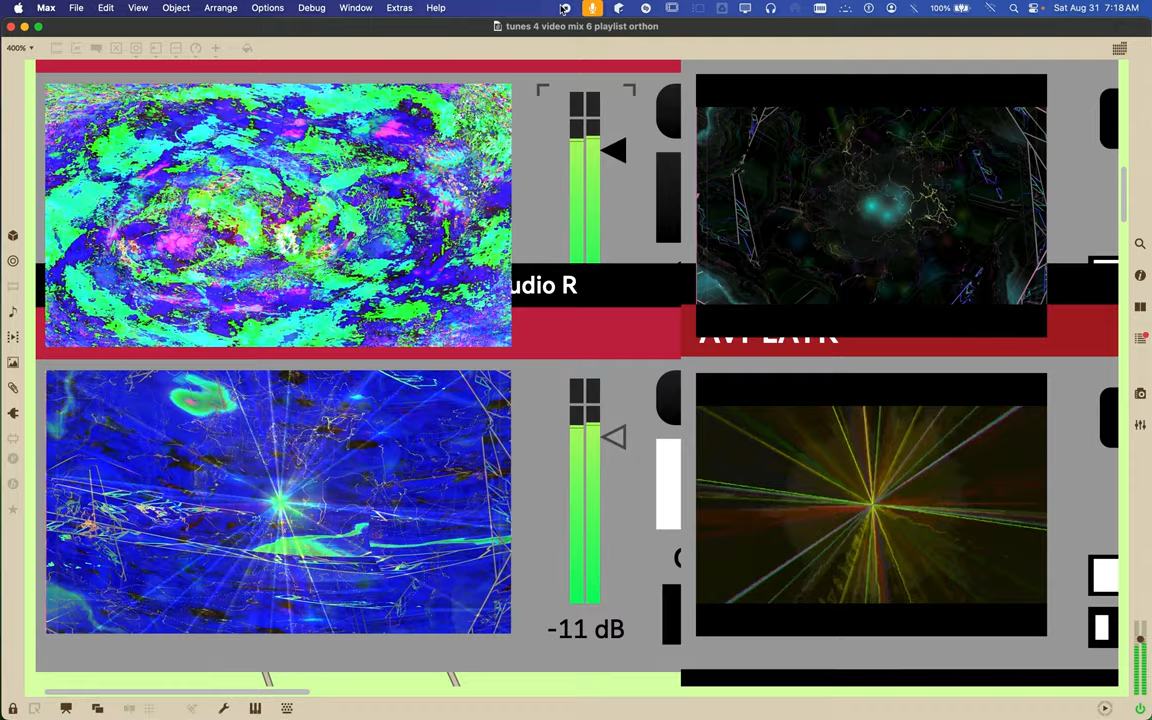 Max File Edit View Object Arrange Options Debug Window Extras Help 100% Sat Aug 31 7:18 AM
tunes 4 video mix 6 playlist orthon
400%
udio R
-11 dB